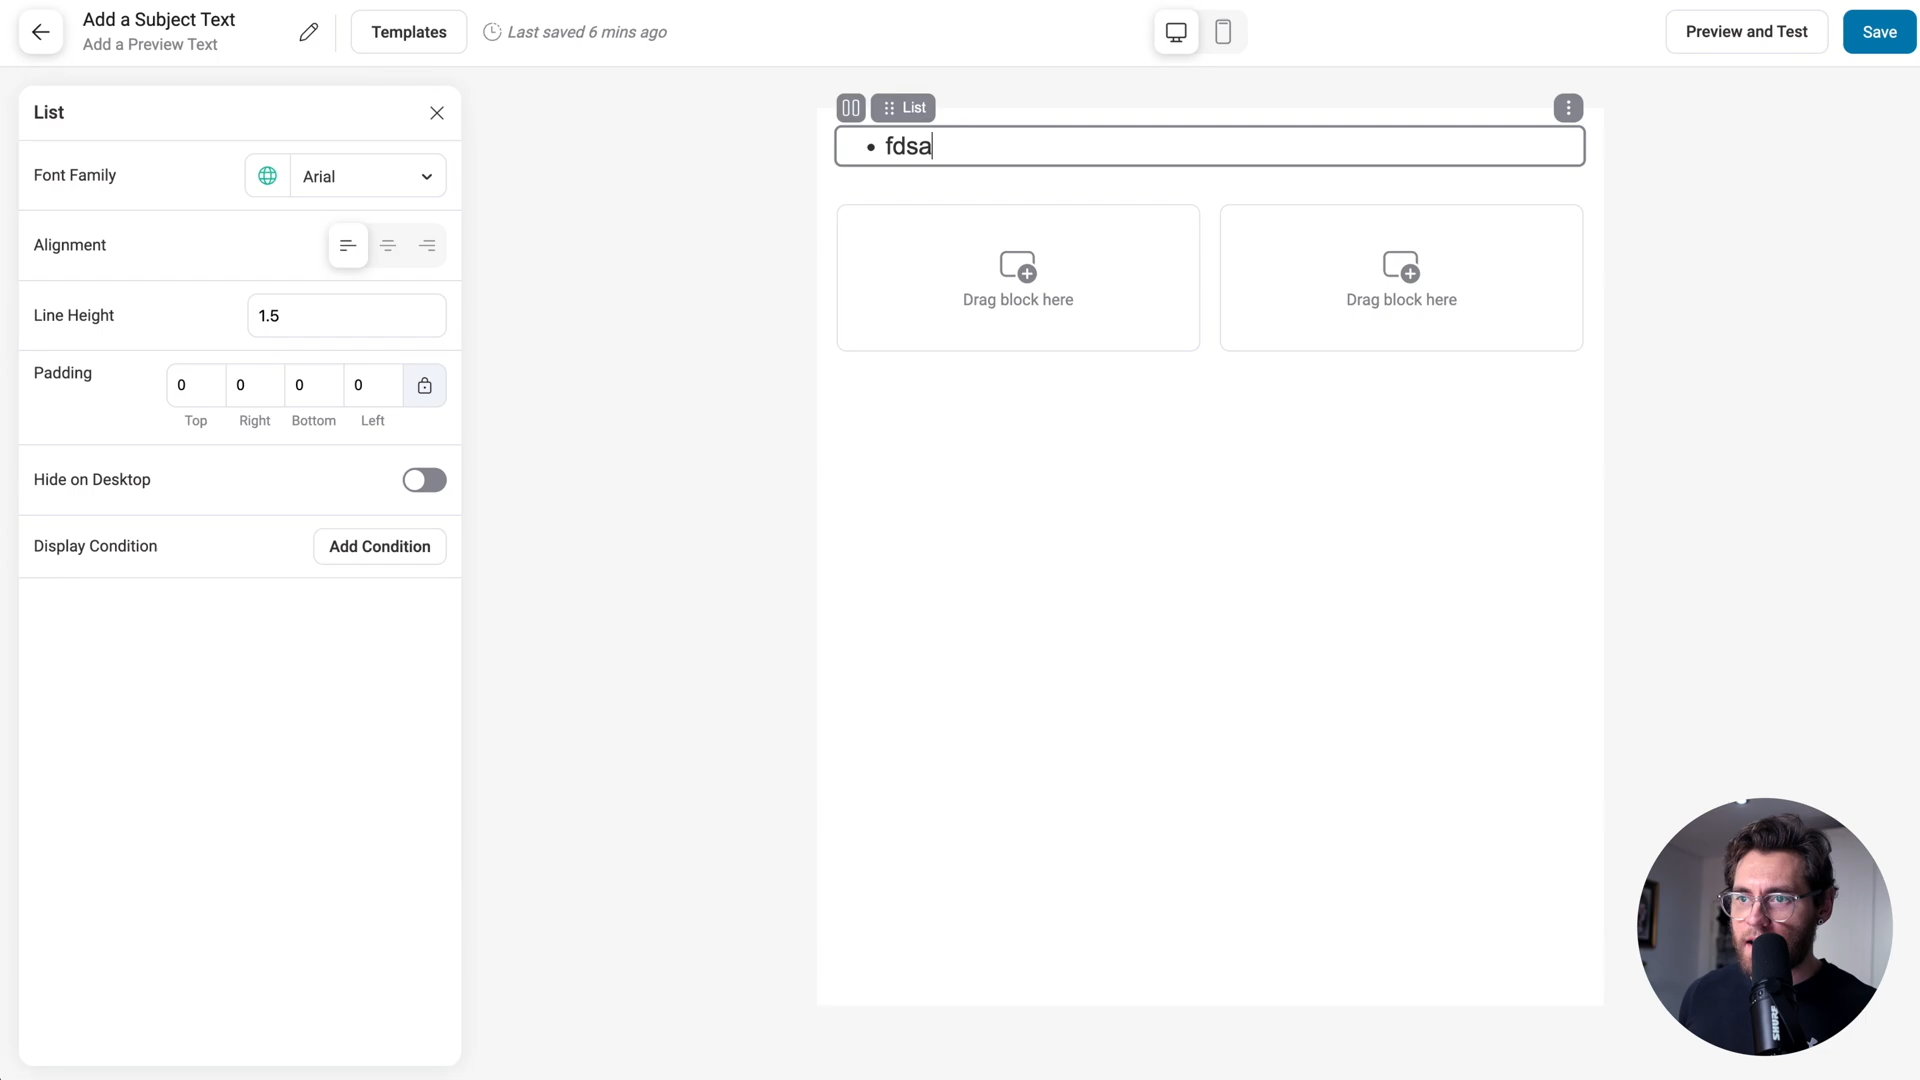 Add a Subject Text
Add a Preview Text
Templates
Last saved 6 mins ago
Preview and Test
Save
List
Font Family
Arial
Alignment
Line Height
1.5
Padding
0 0 0 0
Top Right Bottom Left
Hide on Desktop
Display Condition
Add Condition
List
• fdsa
Drag block here
Drag block here
SHURE